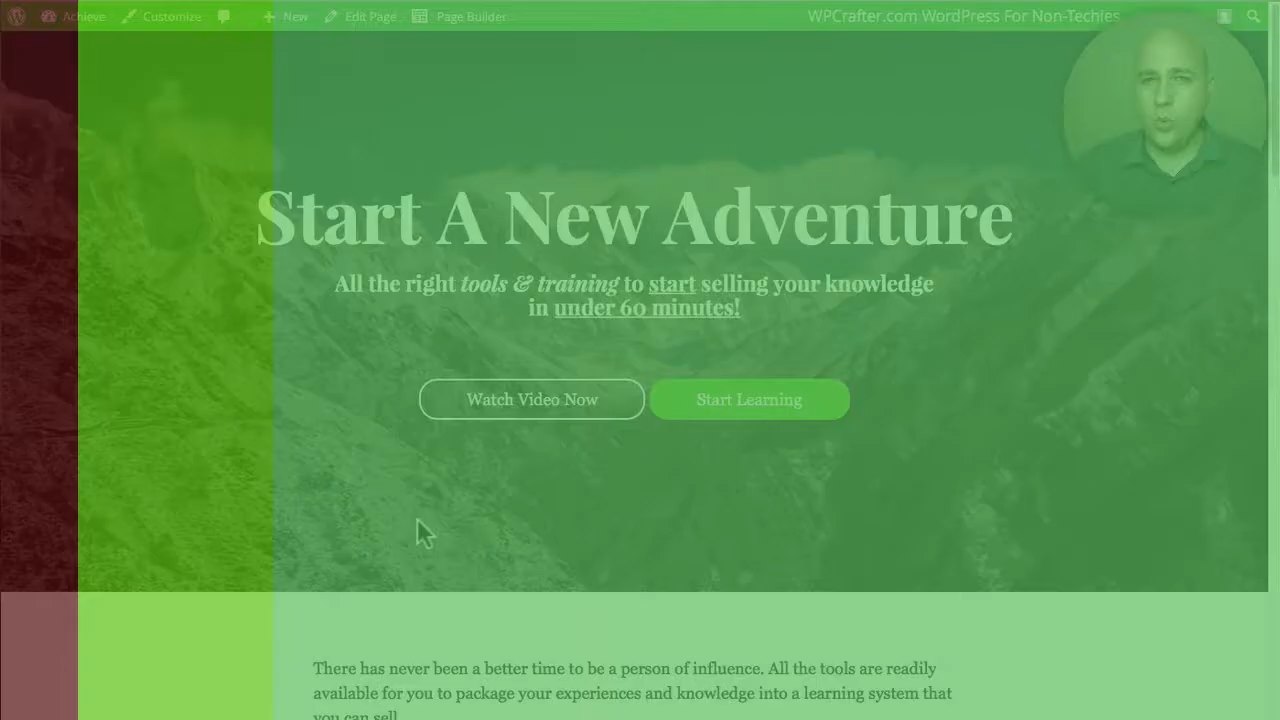 Achieve Customize New Edit Page Page Builder WPCrafter.com WordPress For Non-Techies
Start A New Adventure
All the right tools & training to start selling your knowledge
in under 60 minutes!
Watch Video Now Start Learning
There has never been a better time to be a person of influence. All the tools are readily
available for you to package your experiences and knowledge into a learning system that
you can sell.